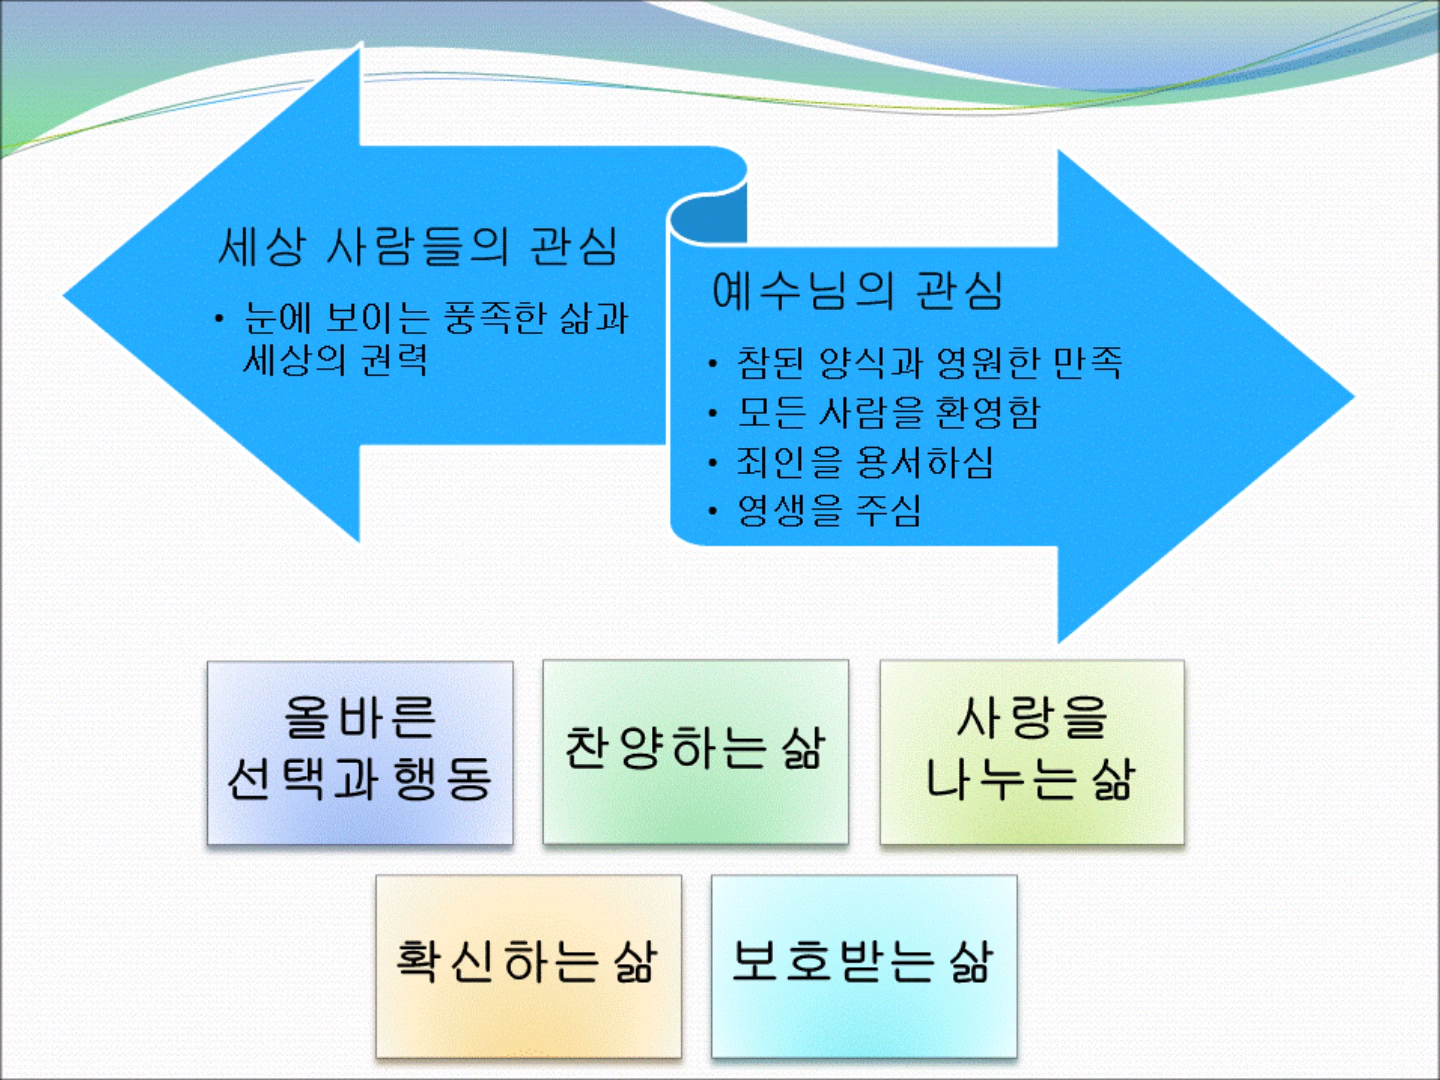 세상 사람들의 관심
• 눈에 보이는 풍족한 삶과
세상의 권력
예수님의 관심
• 참된 양식과 영원한 만족
• 모든 사람을 환영함
• 죄인을 용서하심
• 영생을 주심
올바른
선택과 행동
찬양하는 삶
사랑을
나누는 삶
확신하는 삶
보호받는 삶